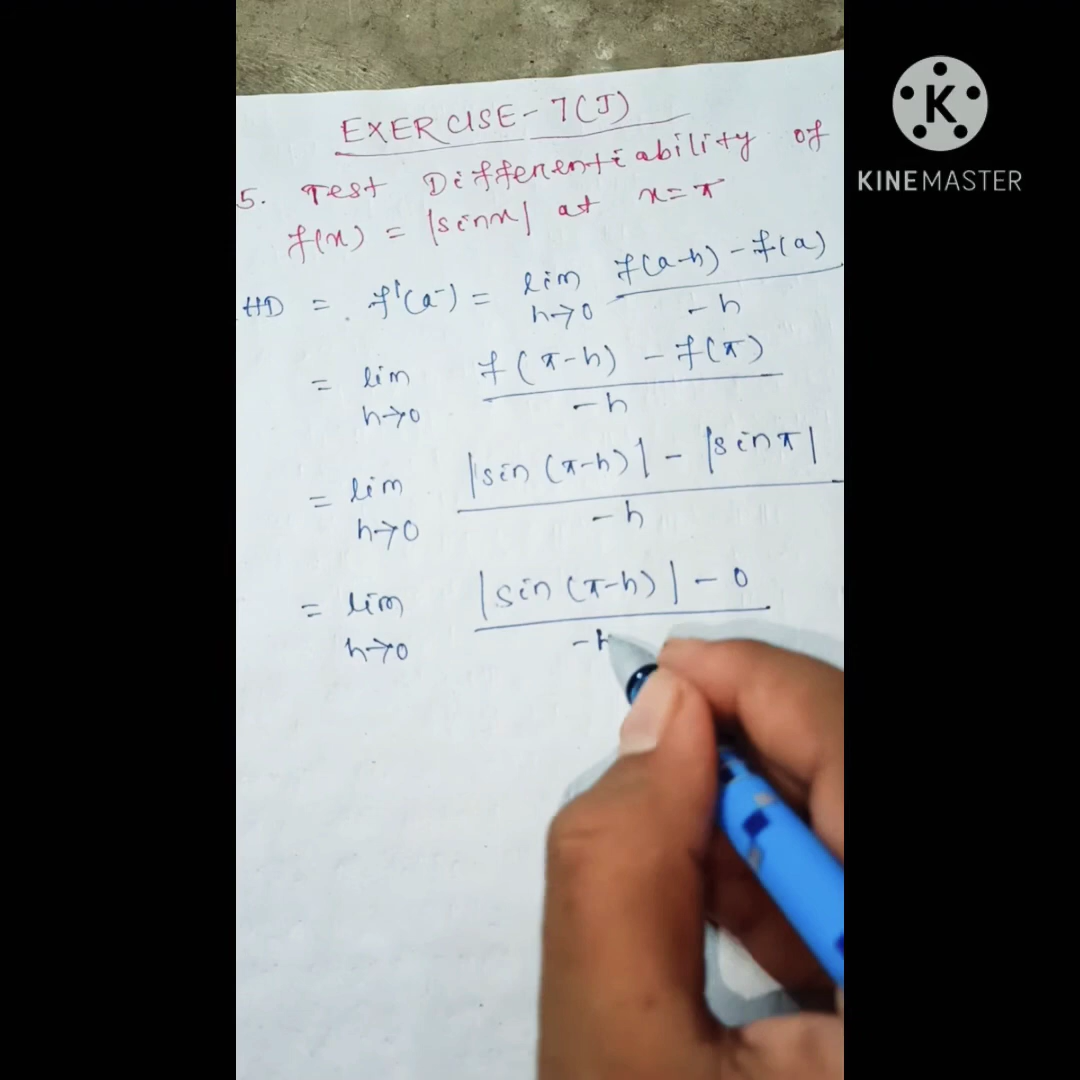 EXERCISE-7(J)
5. Test Differentiability of
f(x) = |sinx| at x=π
HD = f'(a⁻) = lim h→0 f(a-h) - f(a) / -h
= lim h→0 f(π-h) - f(π) / -h
= lim h→0 |sin(π-h)| - |sinπ| / -h
= lim h→0 |sin(π-h)| - 0 / -h
K
KINEMASTER